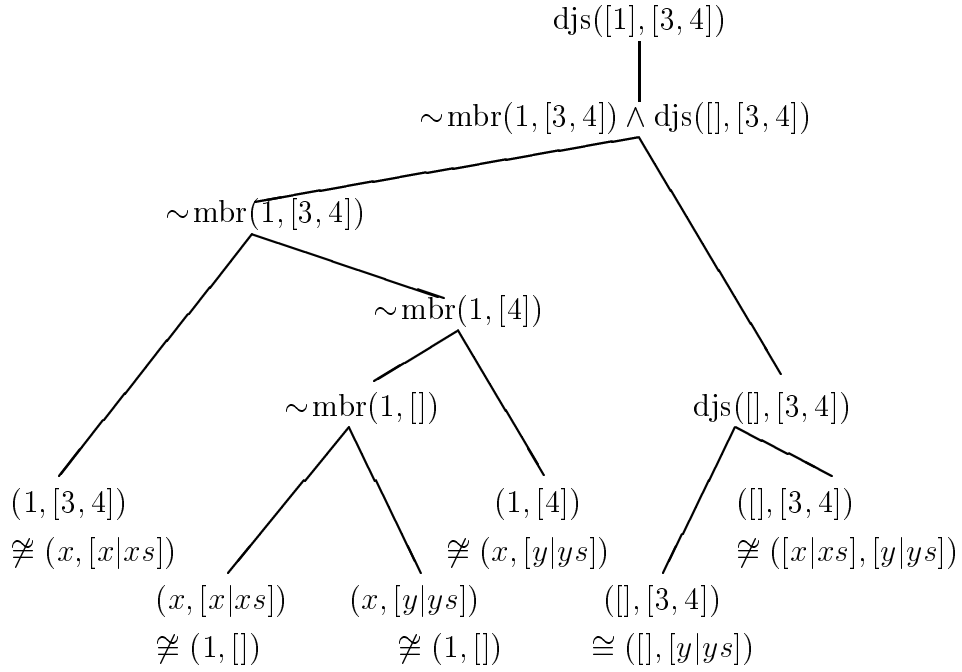 djs([1], [3, 4])
∼mbr(1, [3, 4]) ∧ djs([], [3, 4])
∼mbr(1, [3, 4])
∼mbr(1, [4])
∼mbr(1, []) djs([], [3, 4])
(1, [3, 4]) (1, [4]) ([], [3, 4])
≇ (x, [x|xs]) ≇ (x, [y|ys]) ≇ ([x|xs], [y|ys])
(x, [x|xs]) (x, [y|ys]) ([], [3, 4])
≇ (1, []) ≇ (1, []) ≅ ([], [y|ys])